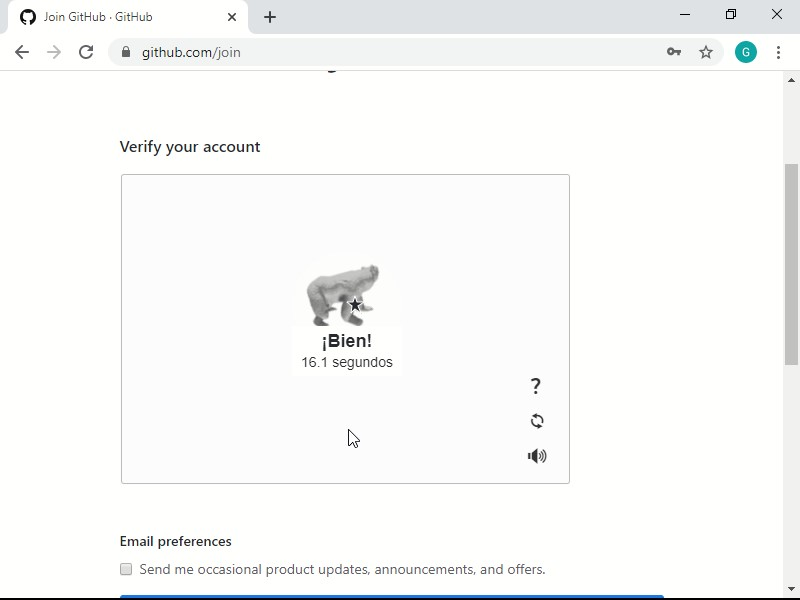 Join GitHub · GitHub
github.com/join
G
Verify your account
¡Bien!
16.1 segundos
?
Email preferences
Send me occasional product updates, announcements, and offers.